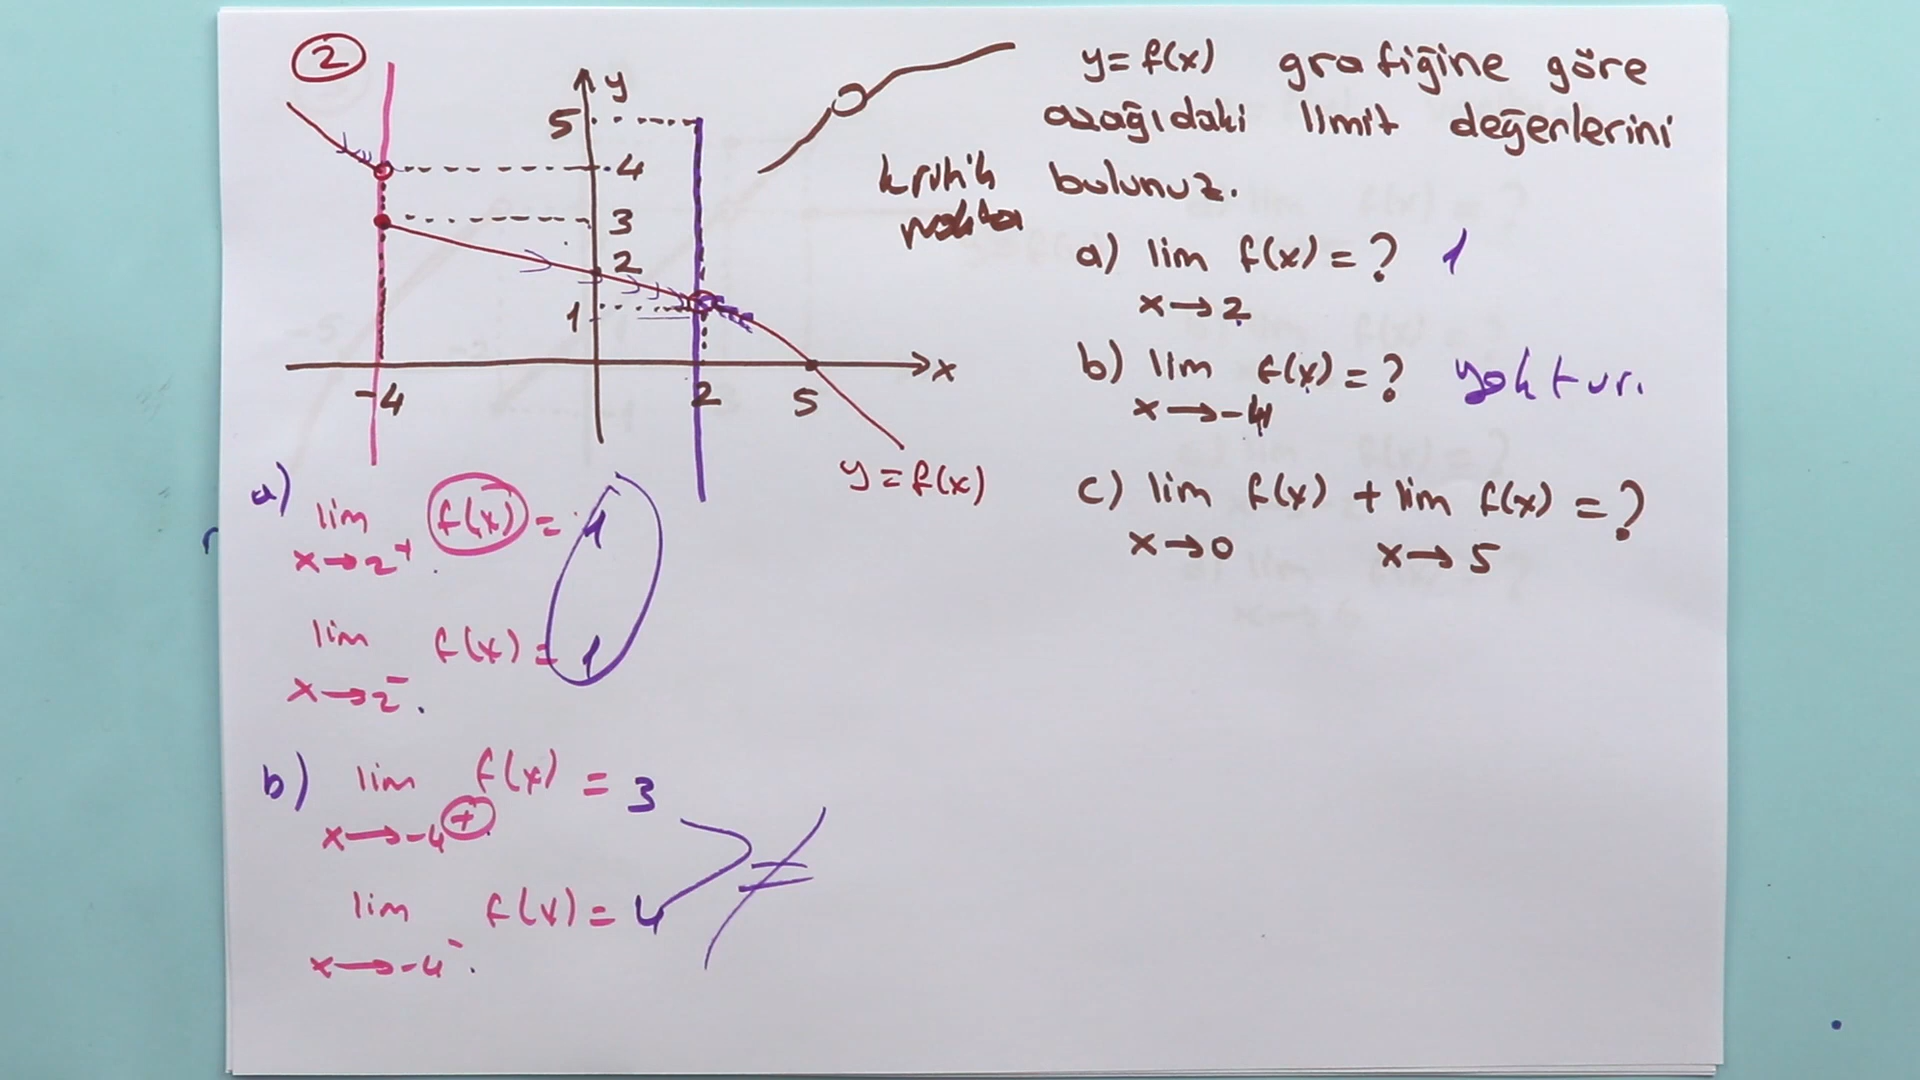 2
y
5
4
3
2
1
-4
2
5
x
y=f(x)
kritik
nokta
y=f(x) grafiğine göre
aşağıdaki limit değerlerini
bulunuz.
a) lim f(x) = ? 1
x→2
b) lim f(x) = ? yoktur.
x→-4
c) lim f(x) + lim f(x) = ?
x→0 x→5
a)
lim f(x) = 1
x→2⁺
lim f(x) = 1
x→2⁻
b) lim f(x) = 3
x→-4⁺
≠
lim f(x) = 4
x→-4⁻